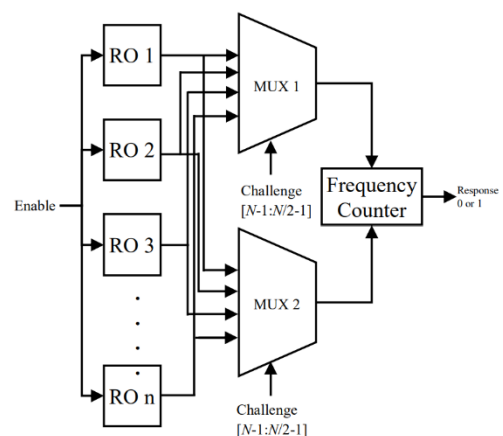 RO 1
MUX 1
RO 2
Challenge
[N-1:N/2-1]
Enable
Frequency
Counter
Response
0 or 1
RO 3
MUX 2
RO n
Challenge
[N-1:N/2-1]